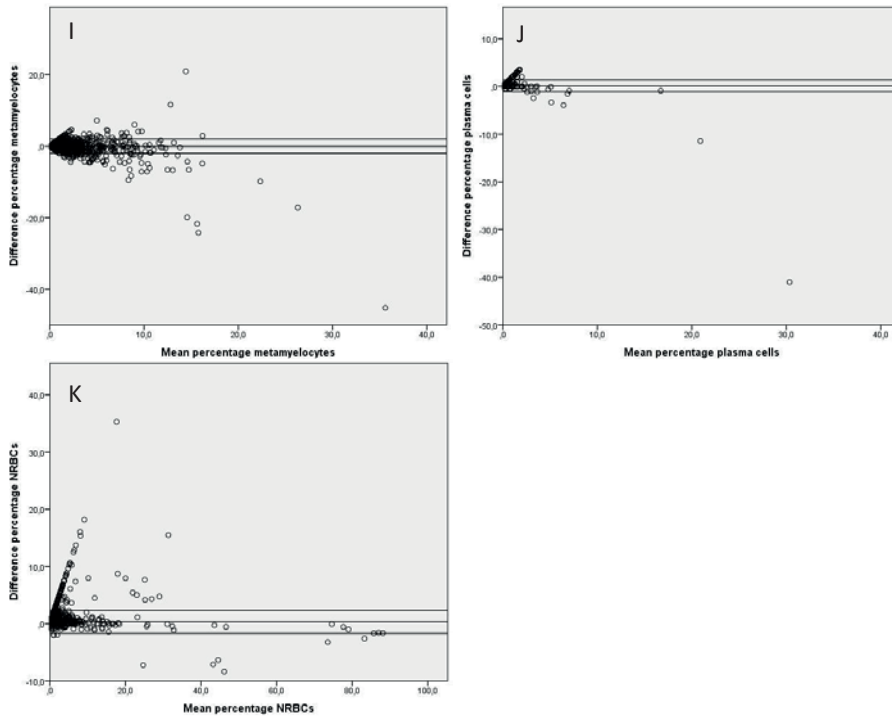 I
Difference percentage metamyelocytes
20,0
,0
-20,0
-40,0
,0 10,0 20,0 30,0 40,0
Mean percentage metamyelocytes
J
Difference percentage plasma cells
10,0
,0
-10,0
-20,0
-30,0
-40,0
-50,0
,0 10,0 20,0 30,0 40,0
Mean percentage plasma cells
K
Difference percentage NRBCs
40,0
30,0
20,0
10,0
,0
-10,0
,0 20,0 40,0 60,0 80,0 100,0
Mean percentage NRBCs